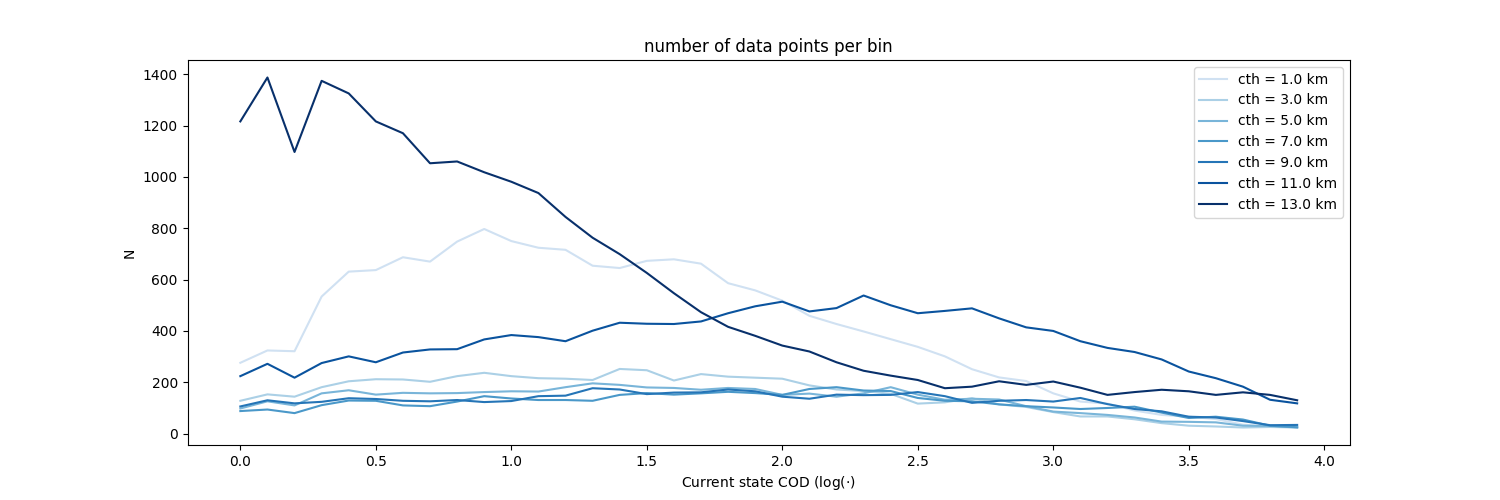 number of data points per bin
1400
1200
1000
800
600
400
200
0
N
cth = 1.0 km
cth = 3.0 km
cth = 5.0 km
cth = 7.0 km
cth = 9.0 km
cth = 11.0 km
cth = 13.0 km
0.0 0.5 1.0 1.5 2.0 2.5 3.0 3.5 4.0
Current state COD (log(·)